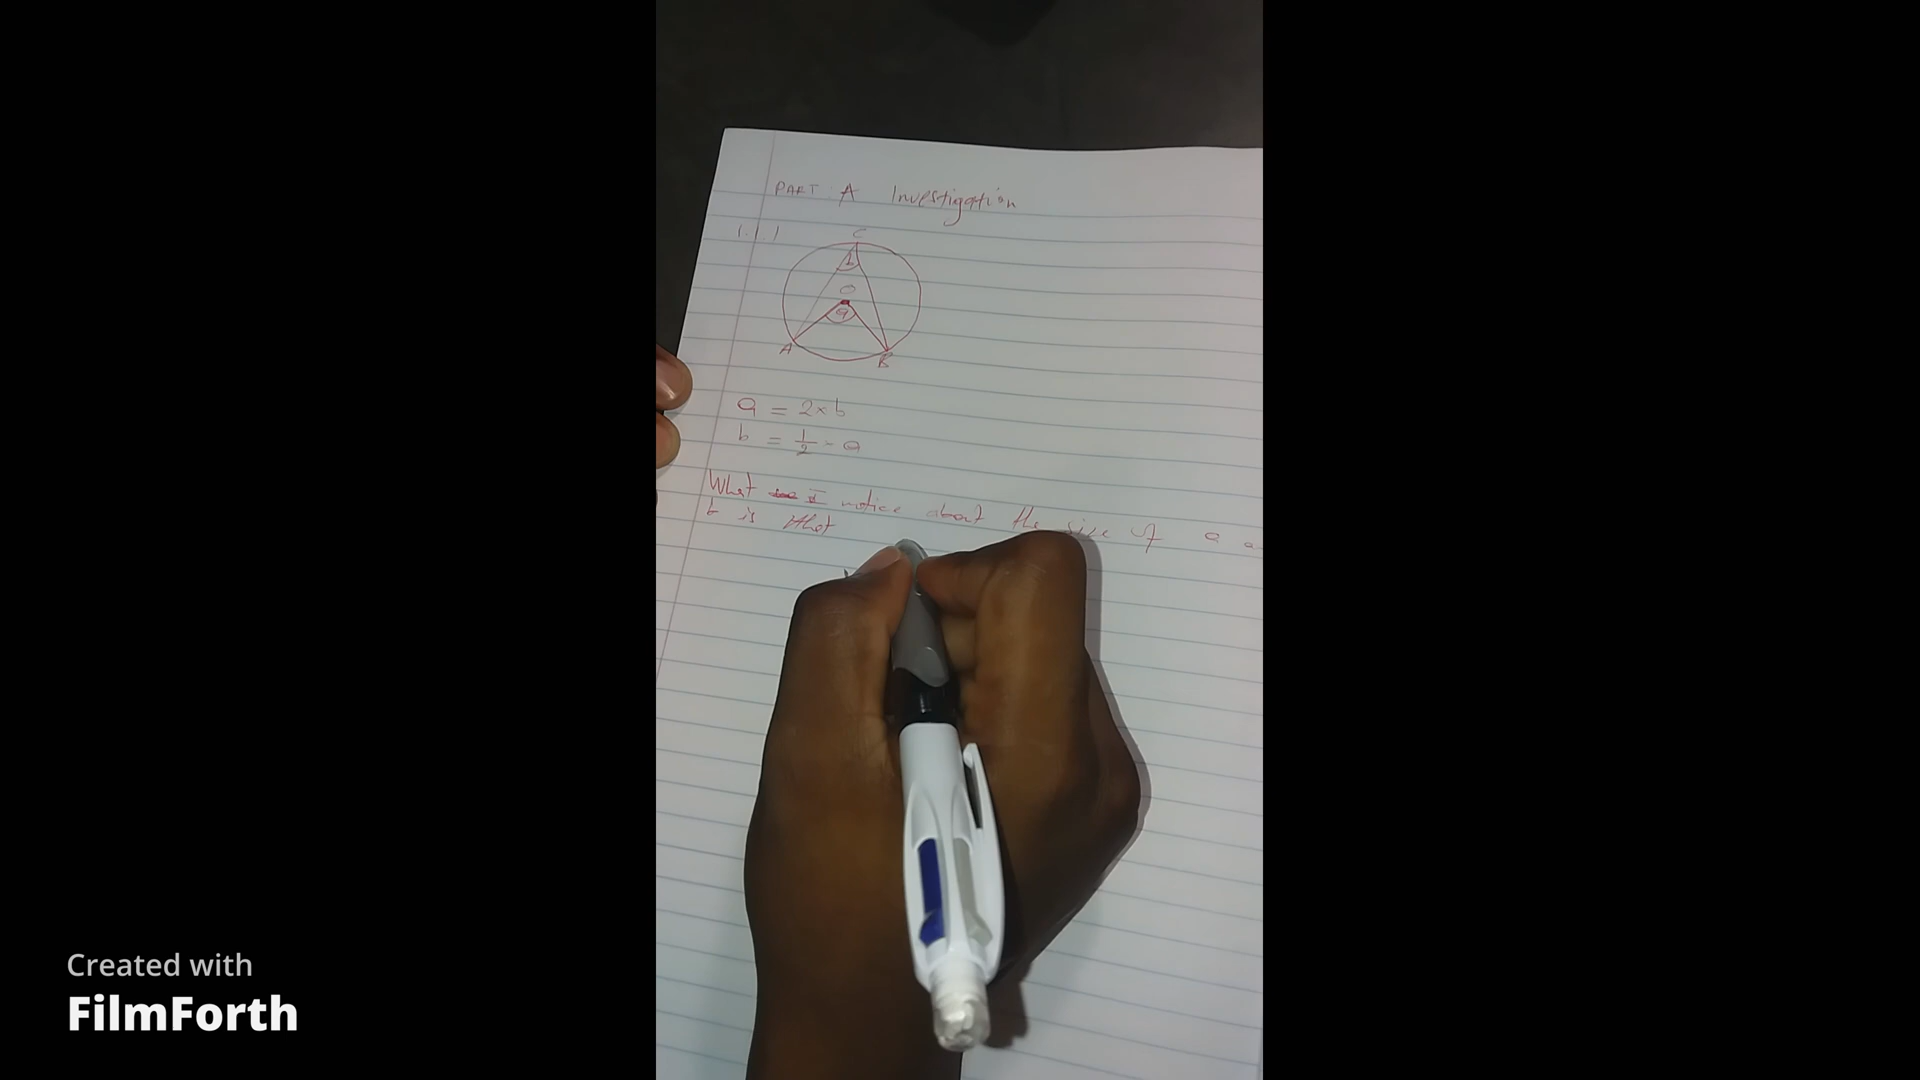 PART : A Investigation
1.1.1
C
b
O
a
A
B
a = 2 × b
b = 1/2 - a
What I notice about the size of a a
b is that
Created with
FilmForth